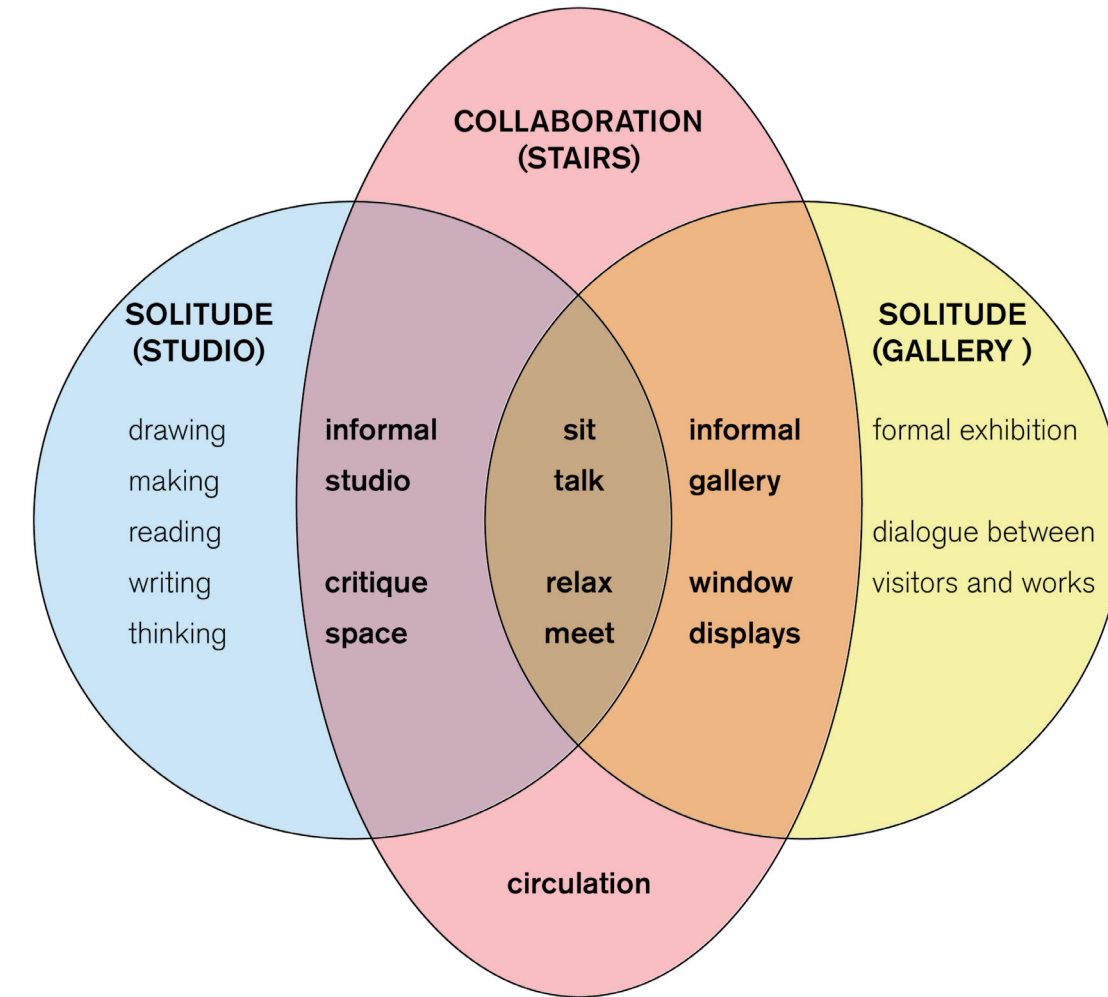 COLLABORATION
(STAIRS)
SOLITUDE
(STUDIO)
drawing
making
reading
writing
thinking
informal
studio
critique
space
sit
talk
relax
meet
informal
gallery
window
displays
SOLITUDE
(GALLERY )
formal exhibition
dialogue between
visitors and works
circulation